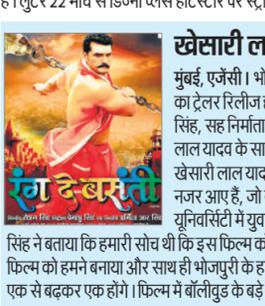 ह। लुटर 22 मार्च से डिज्नी प्लस हॉटस्टार पर स्ट्र
खेसारी ल
मुंबई, एजेंसी। भो
का ट्रेलर रिलीज ह
सिंह, सह निर्माता
लाल यादव के सा
खेसारी लाल याद
नजर आए हैं, जो
यूनिवर्सिटी में युव
रंग दे बसंती
सिंह ने बताया कि हमारी सोच थी कि इस फिल्म क
फिल्म को हमने बनाया और साथ ही भोजपुरी के ह
एक से बढ़कर एक होंगे। फिल्म में बॉलीवुड के बड़े